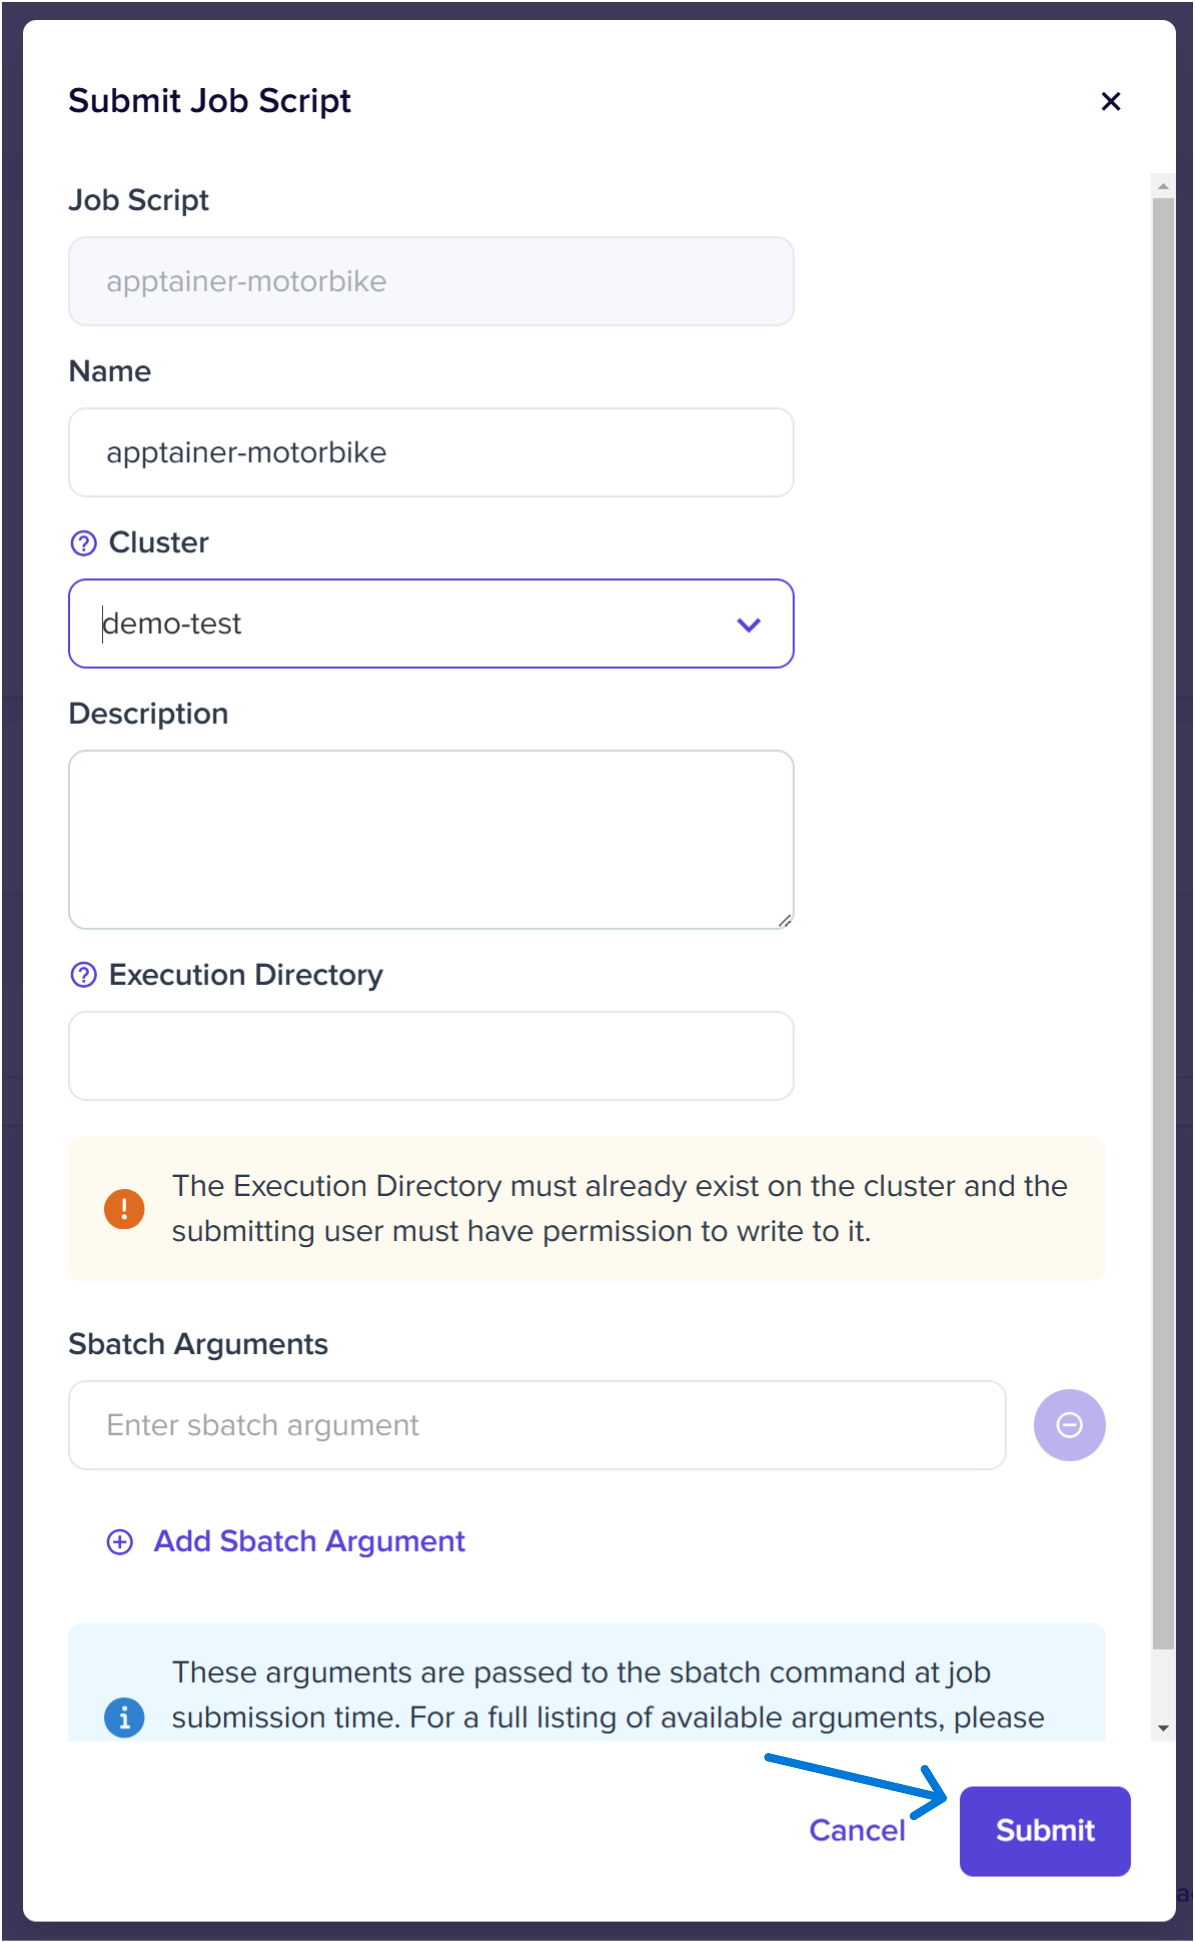 Submit Job Script
Job Script
apptainer-motorbike
Name
apptainer-motorbike
Cluster
demo-test
Description
Execution Directory
The Execution Directory must already exist on the cluster and the
submitting user must have permission to write to it.
Sbatch Arguments
Enter sbatch argument
Add Sbatch Argument
These arguments are passed to the sbatch command at job
submission time. For a full listing of available arguments, please
Cancel
Submit